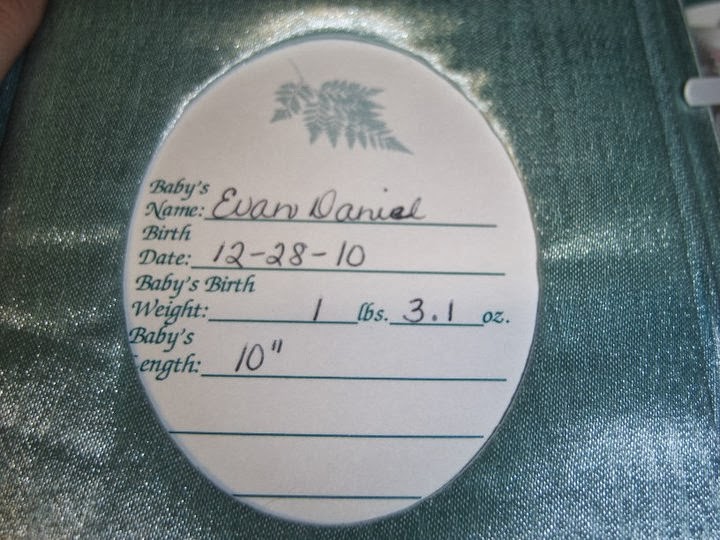 Baby's
Name: Evan Daniel
Birth
Date: 12-28-10
Baby's Birth
Weight: 1 lbs. 3.1 oz.
Baby's
ength: 10"